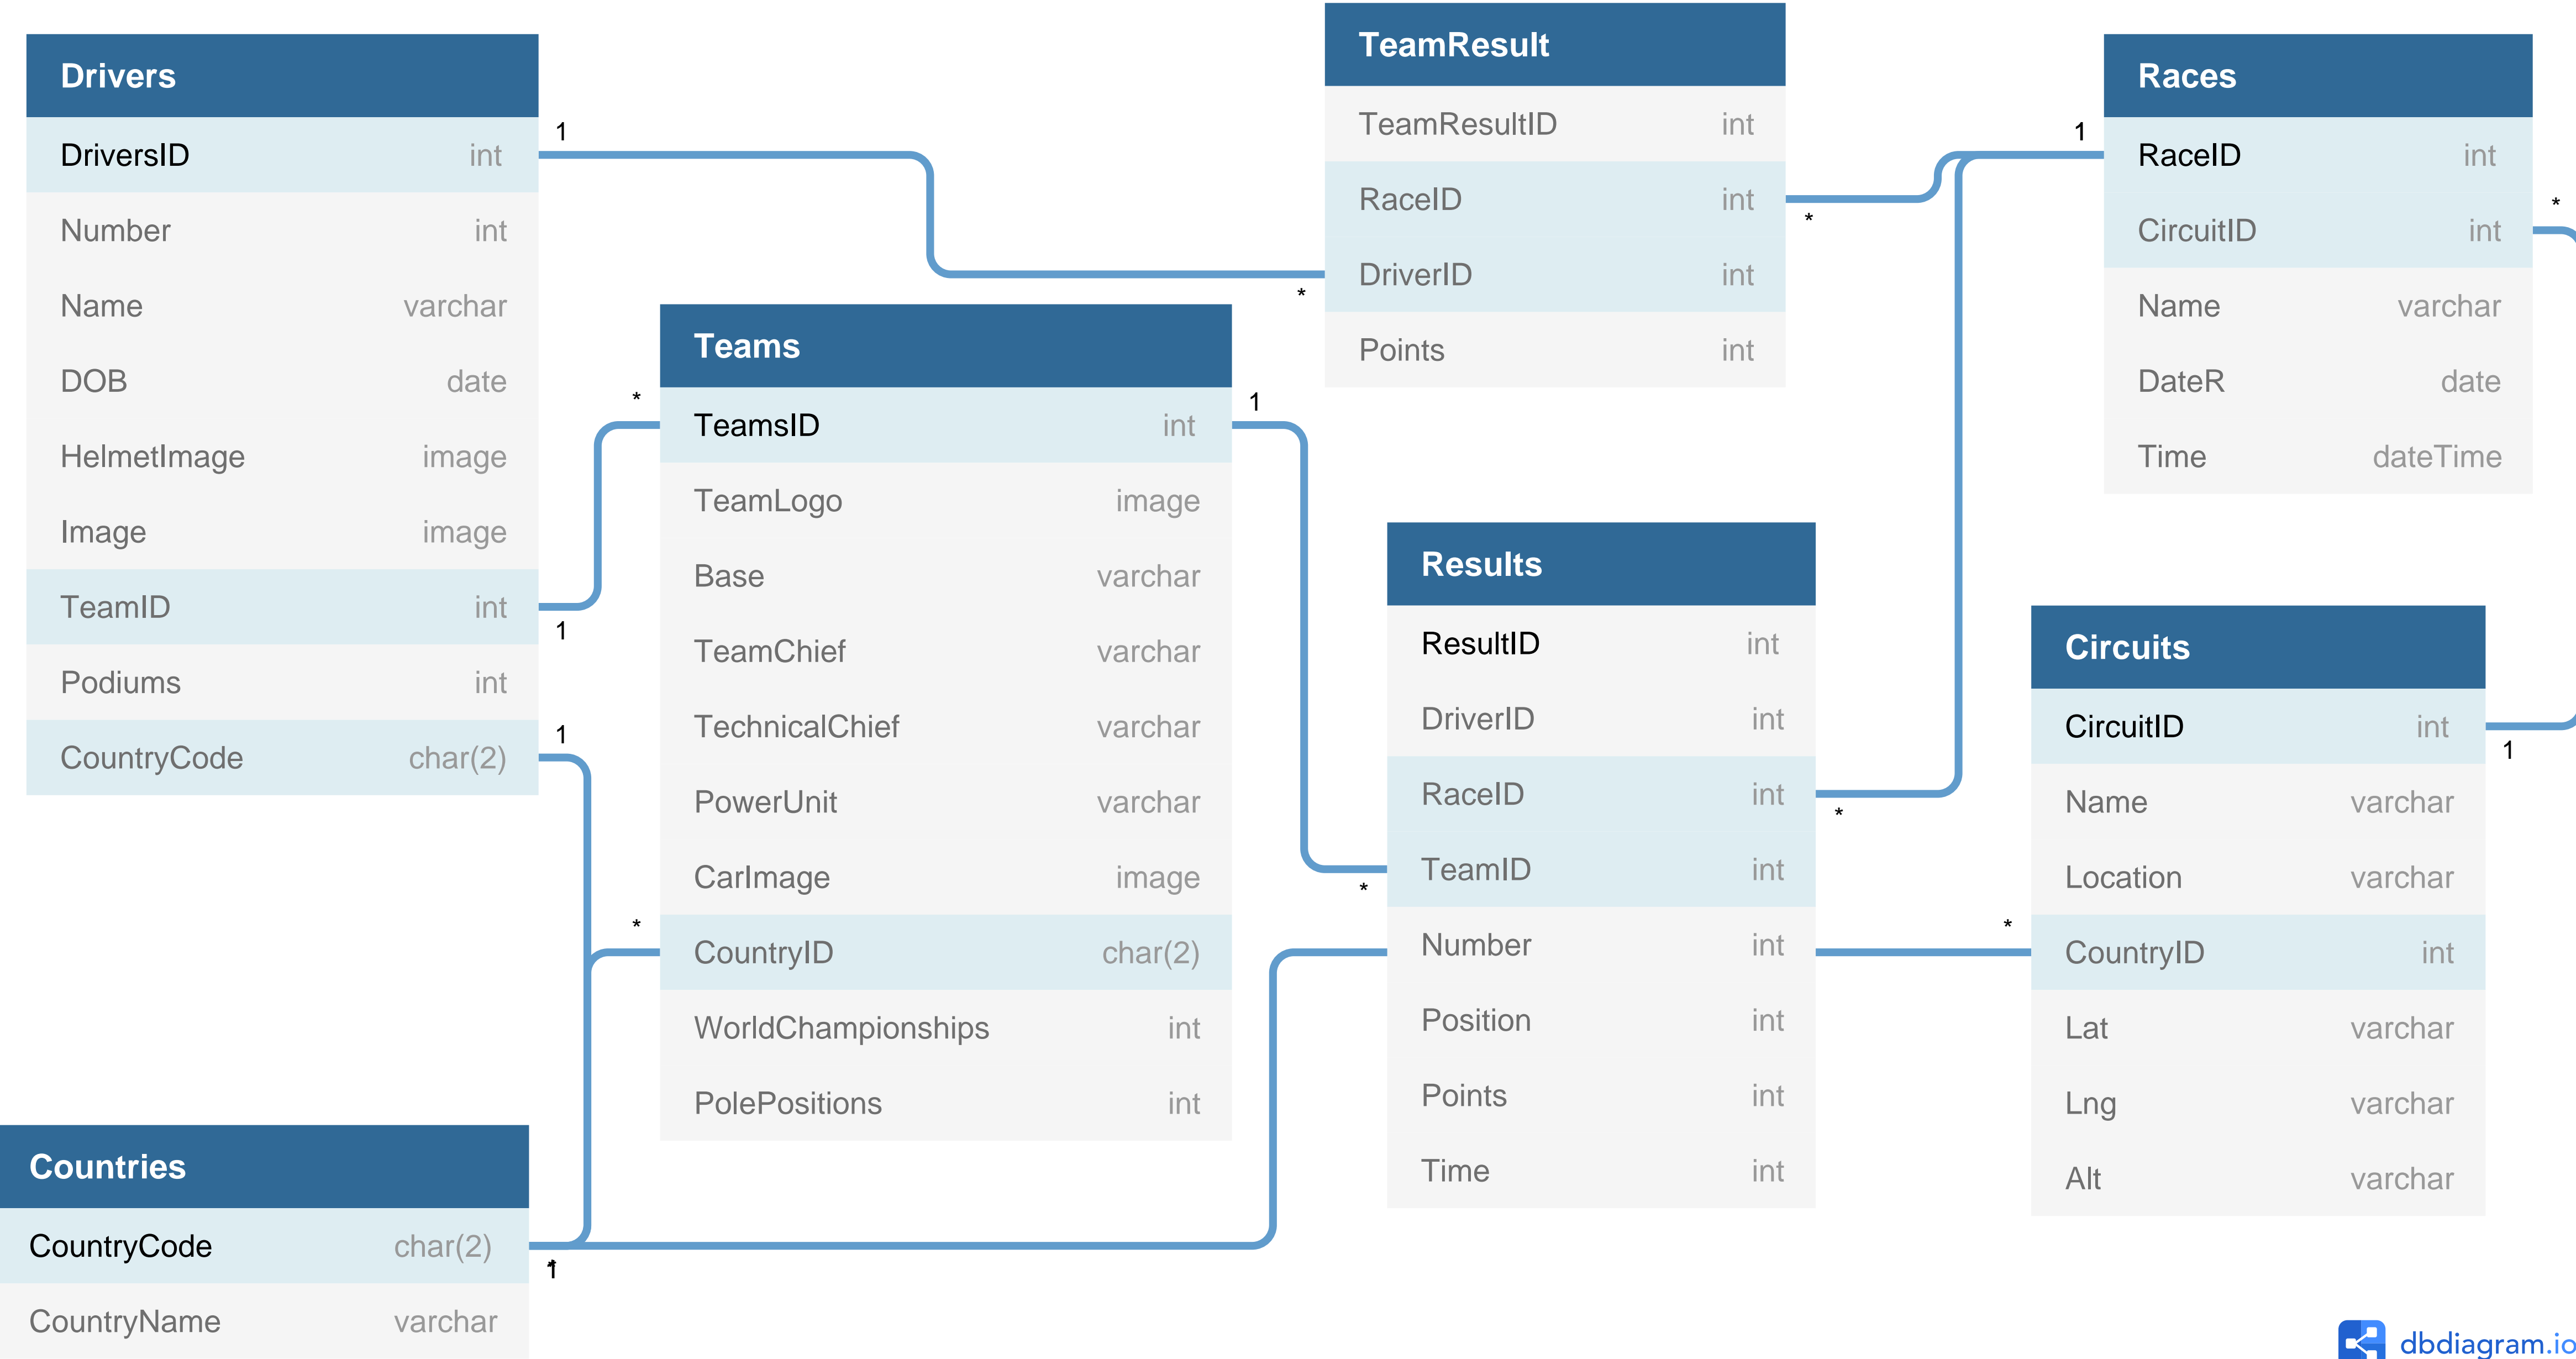 Drivers
DriversID int
Number int
Name varchar
DOB date
HelmetImage image
Image image
TeamID int
Podiums int
CountryCode char(2)
1
1
1
Countries
CountryCode char(2)
CountryName varchar
1
Teams
TeamsID int
TeamLogo image
Base varchar
TeamChief varchar
TechnicalChief varchar
PowerUnit varchar
CarImage image
CountryID char(2)
WorldChampionships int
PolePositions int
*
*
1
TeamResult
TeamResultID int
RaceID int
DriverID int
Points int
*
*
Results
ResultID int
DriverID int
RaceID int
TeamID int
Number int
Position int
Points int
Time int
*
*
Races
RaceID int
CircuitID int
Name varchar
DateR date
Time dateTime
1
*
Circuits
CircuitID int
Name varchar
Location varchar
CountryID int
Lat varchar
Lng varchar
Alt varchar
*
1
dbdiagram.io